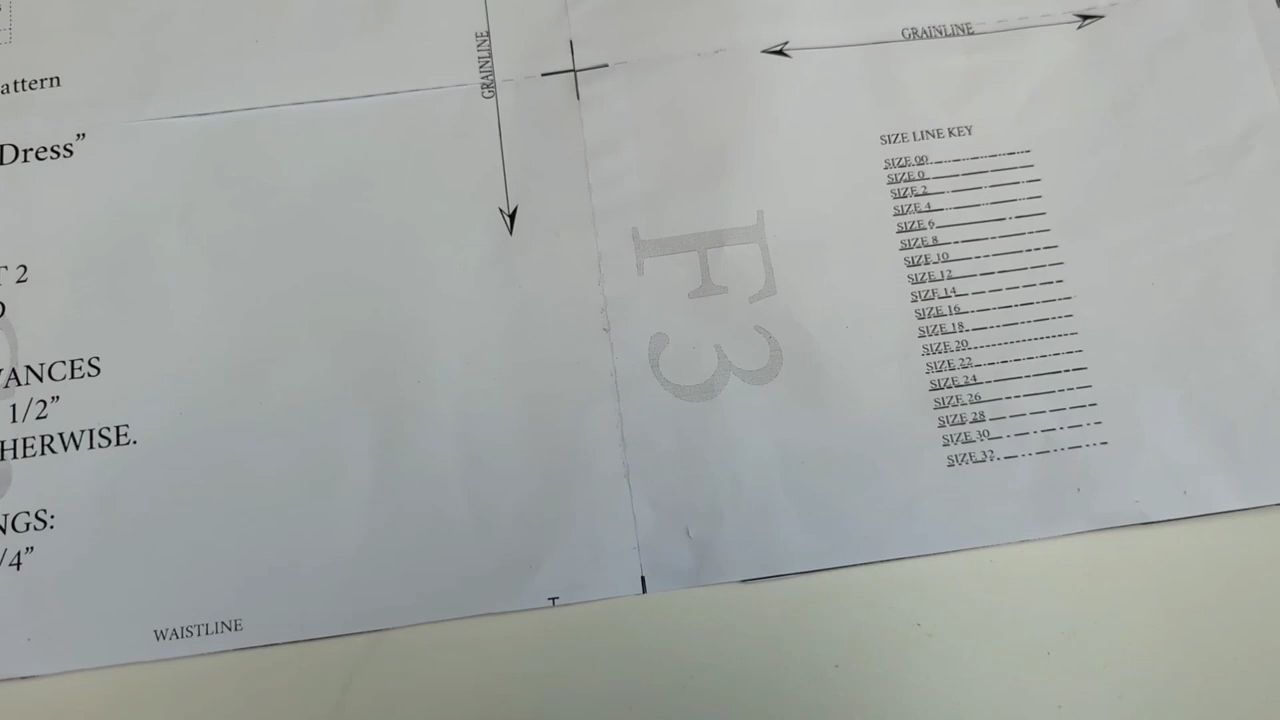 attern
Dress”
T 2
WANCES
1/2”
HERWISE.
NGS:
/4”
WAISTLINE
GRAINLINE
GRAINLINE
F3
SIZE LINE KEY
SIZE 00
SIZE 0
SIZE 2
SIZE 4
SIZE 6
SIZE 8
SIZE 10
SIZE 12
SIZE 14
SIZE 16
SIZE 18
SIZE 20
SIZE 22
SIZE 24
SIZE 26
SIZE 28
SIZE 30
SIZE 32